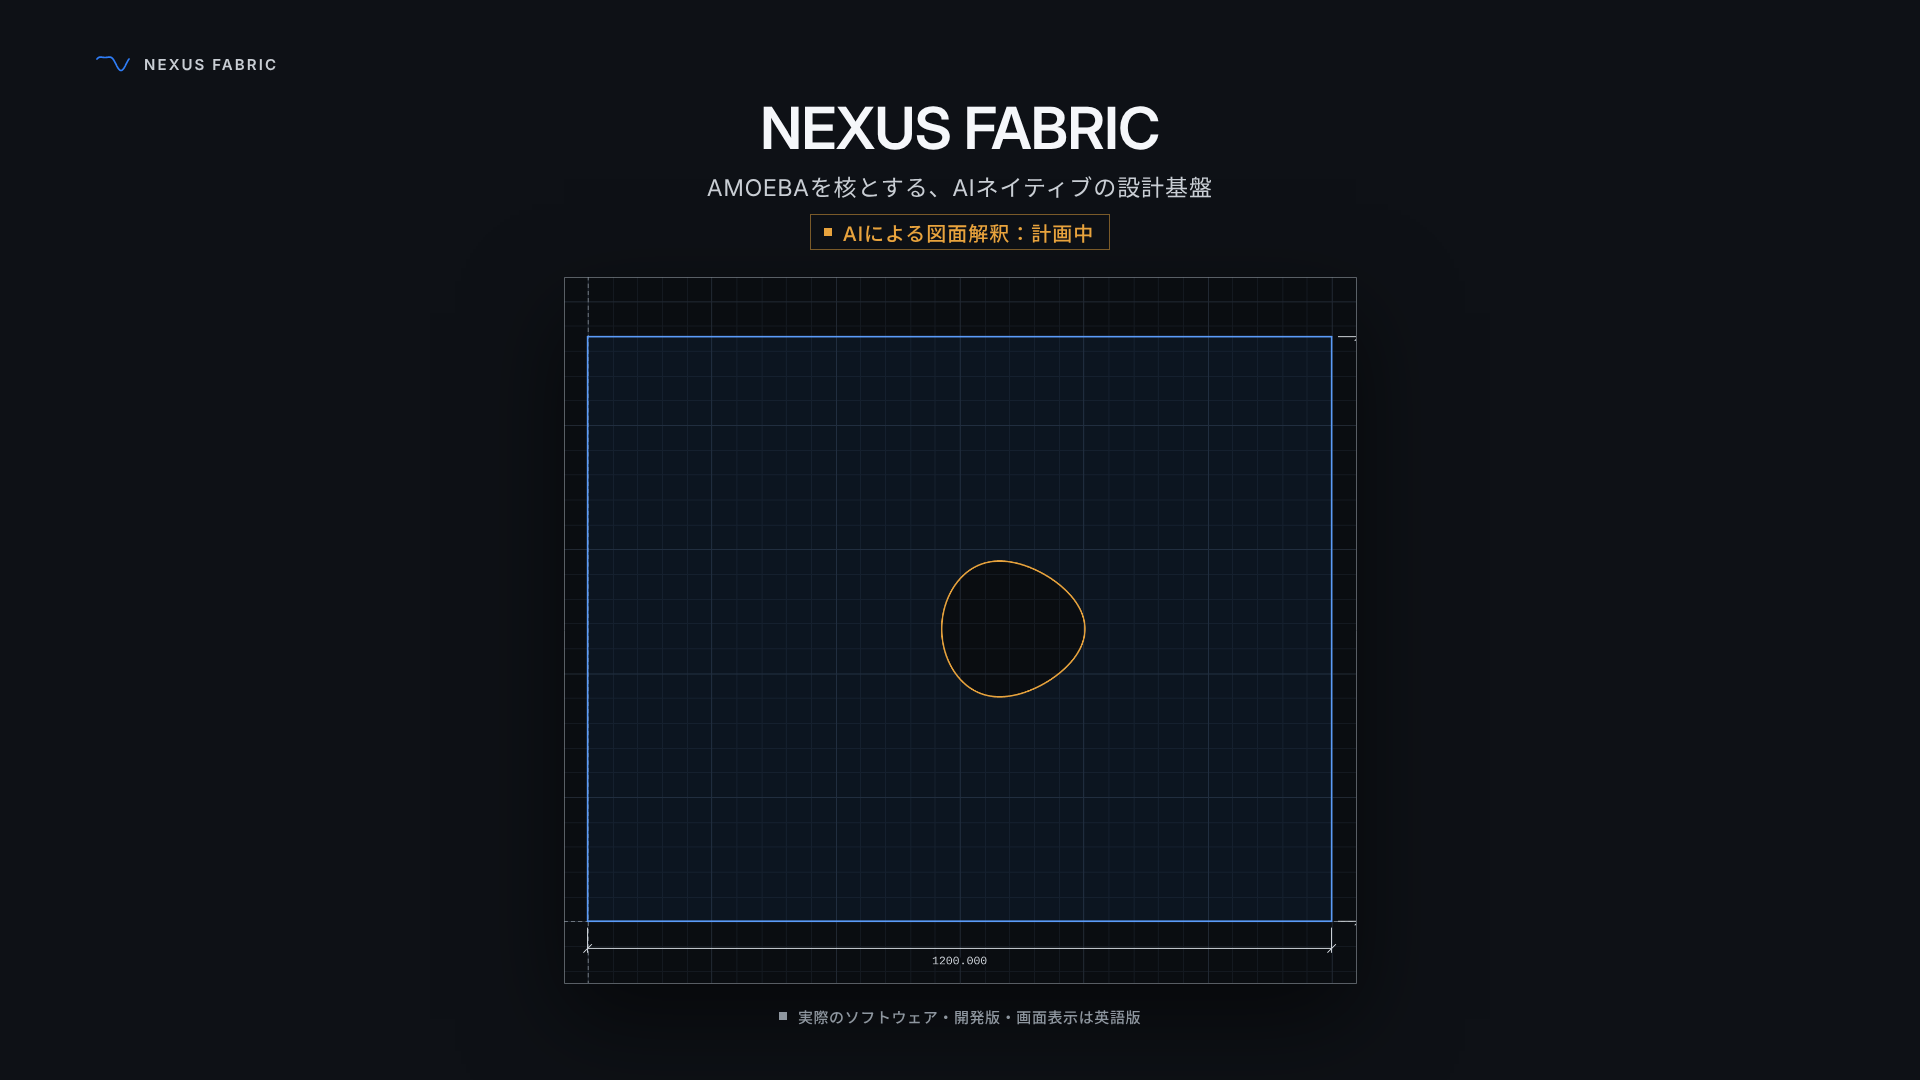 NEXUS FABRIC
NEXUS FABRIC
AMOEBAを核とする、AIネイティブの設計基盤
AIによる図面解釈：計画中
1200.000
実際のソフトウェア・開発版・画面表示は英語版